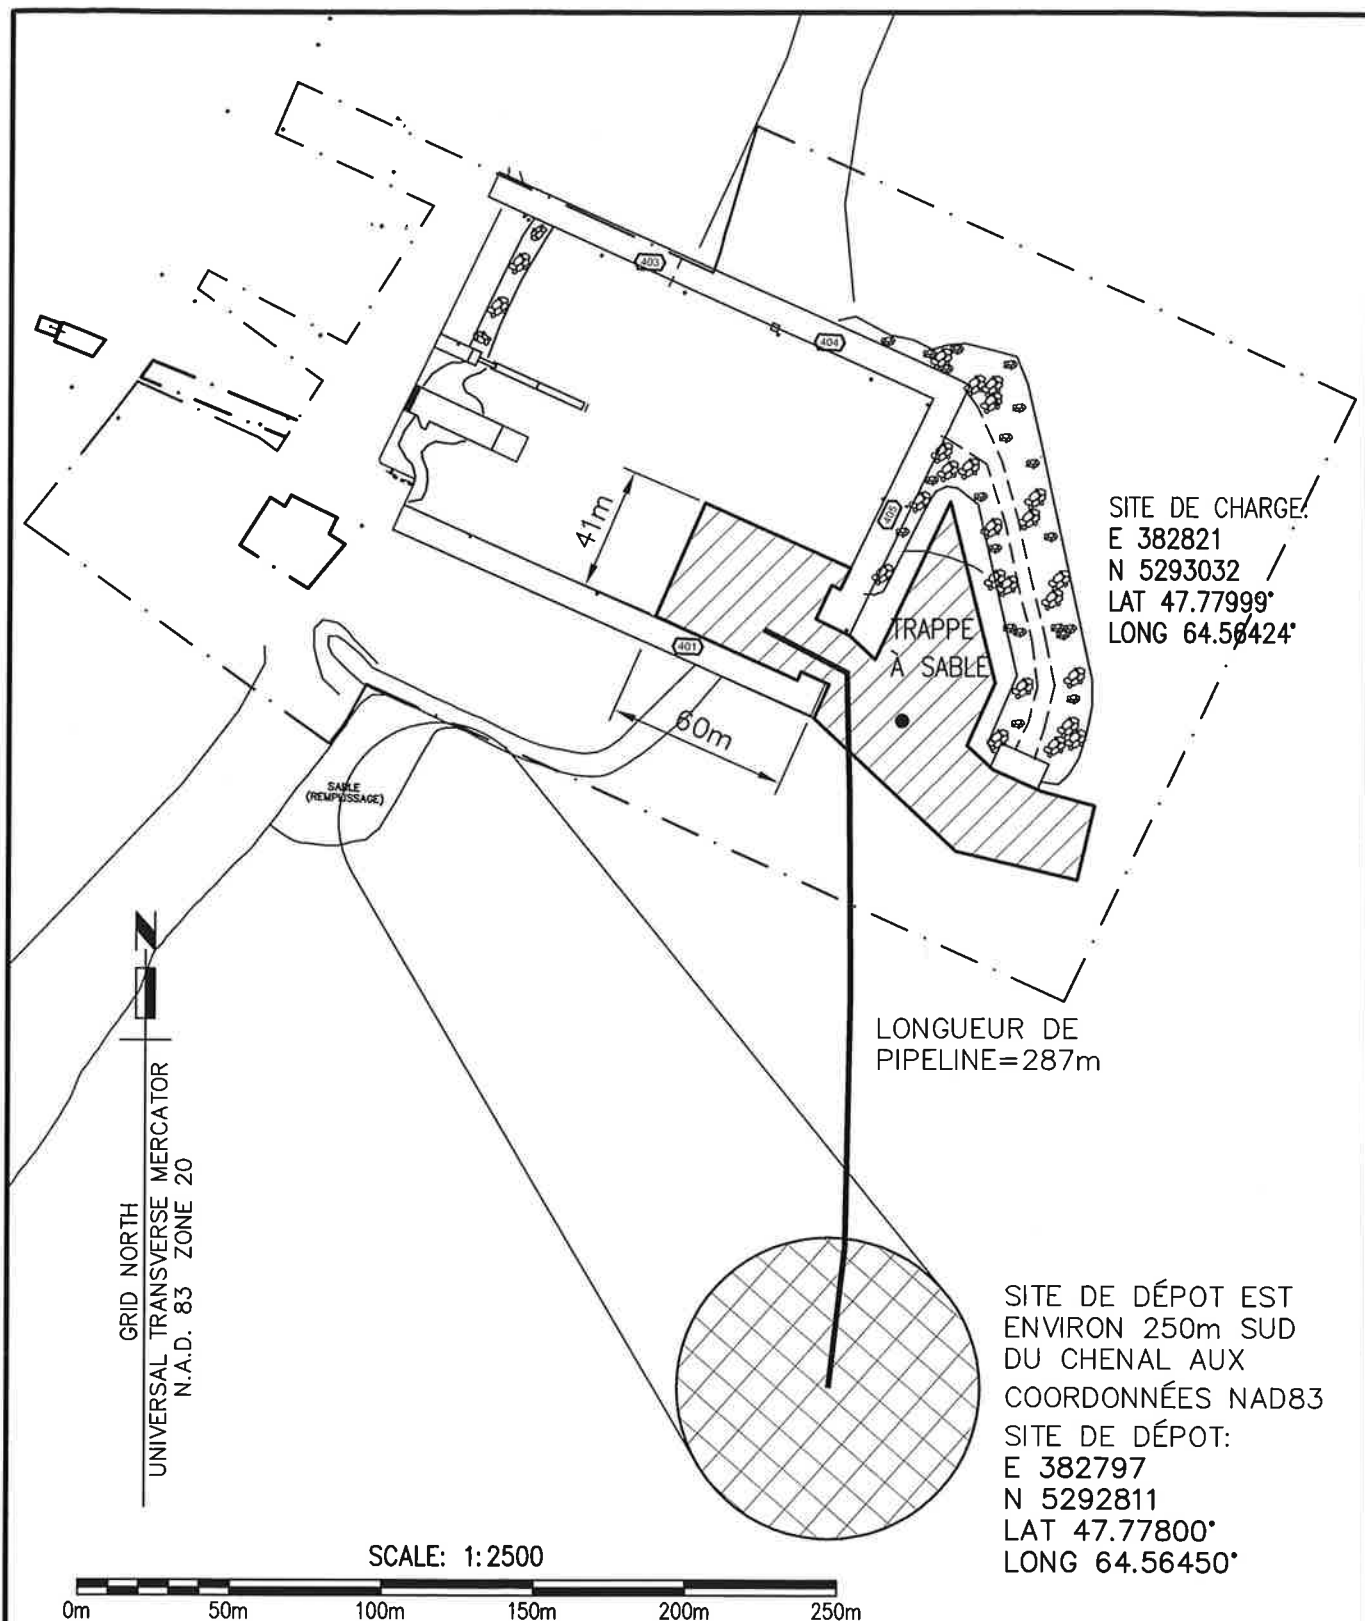 403
404
405
401
41m
60m
SITE DE CHARGE:
E 382821
N 5293032
LAT 47.77999°
LONG 64.56424°
TRAPPE
À SABLE
SABLE
(REMPLISSAGE)
N
LONGUEUR DE
PIPELINE=287m
GRID NORTH
UNIVERSAL TRANSVERSE MERCATOR
N.A.D. 83 ZONE 20
SITE DE DÉPOT EST
ENVIRON 250m SUD
DU CHENAL AUX
COORDONNÉES NAD83
SITE DE DÉPOT:
E 382797
N 5292811
LAT 47.77800°
LONG 64.56450°
SCALE: 1:2500
0m 50m 100m 150m 200m 250m